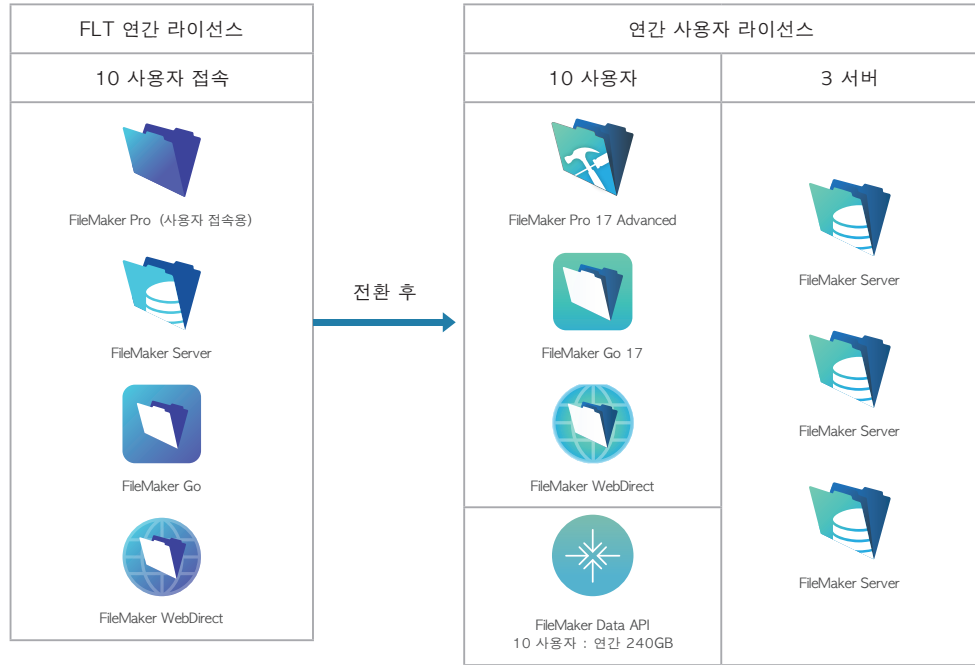 FLT 연간 라이선스
10 사용자 접속
FileMaker Pro (사용자 접속용)
FileMaker Server
FileMaker Go
FileMaker WebDirect
전환 후
연간 사용자 라이선스
10 사용자
3 서버
FileMaker Pro 17 Advanced
FileMaker Go 17
FileMaker WebDirect
FileMaker Data API
10 사용자 : 연간 240GB
FileMaker Server
FileMaker Server
FileMaker Server